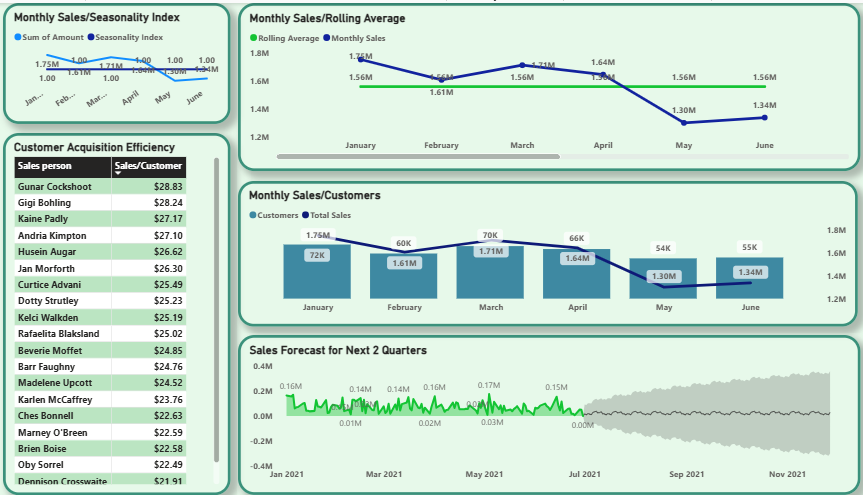 Monthly Sales/Seasonality Index
Sum of Amount Seasonality Index
1.00 1.00 1.00 1.00
1.75M 1.61M 1.71M 1.64M 1.30M 1.34M
1.00 1.00
Jan... Feb... Mar... April May June
Customer Acquisition Efficiency
Sales person Sales/Customer
Gunar Cockshoot $28.83
Gigi Bohling $28.24
Kaine Padly $27.17
Andria Kimpton $27.10
Husein Augar $26.62
Jan Morforth $26.30
Curtice Advani $25.49
Dotty Strutley $25.23
Kelci Walkden $25.19
Rafaelita Blaksland $25.02
Beverie Moffet $24.85
Barr Faughny $24.76
Madelene Upcott $24.52
Karlen McCaffrey $23.76
Ches Bonnell $22.63
Marney O'Breen $22.59
Brien Boise $22.58
Oby Sorrel $22.49
Dennison Crosswaite $21.91
Monthly Sales/Rolling Average
Rolling Average Monthly Sales
1.8M
1.6M
1.4M
1.2M
1.75M 1.71M 1.64M
1.56M 1.56M 1.56M 1.56M 1.56M 1.56M
1.61M
1.30M 1.34M
January February March April May June
Monthly Sales/Customers
Customers Total Sales
1.75M 60K 70K 66K 54K 55K
72K 1.61M 1.71M 1.64M 1.30M 1.34M
1.8M
1.6M
1.4M
1.2M
January February March April May June
Sales Forecast for Next 2 Quarters
0.4M
0.2M
0.0M
-0.2M
-0.4M
0.16M 0.14M 0.14M 0.16M 0.17M 0.15M
0.01M 0.02M 0.03M 0.00M
Jan 2021 Mar 2021 May 2021 Jul 2021 Sep 2021 Nov 2021